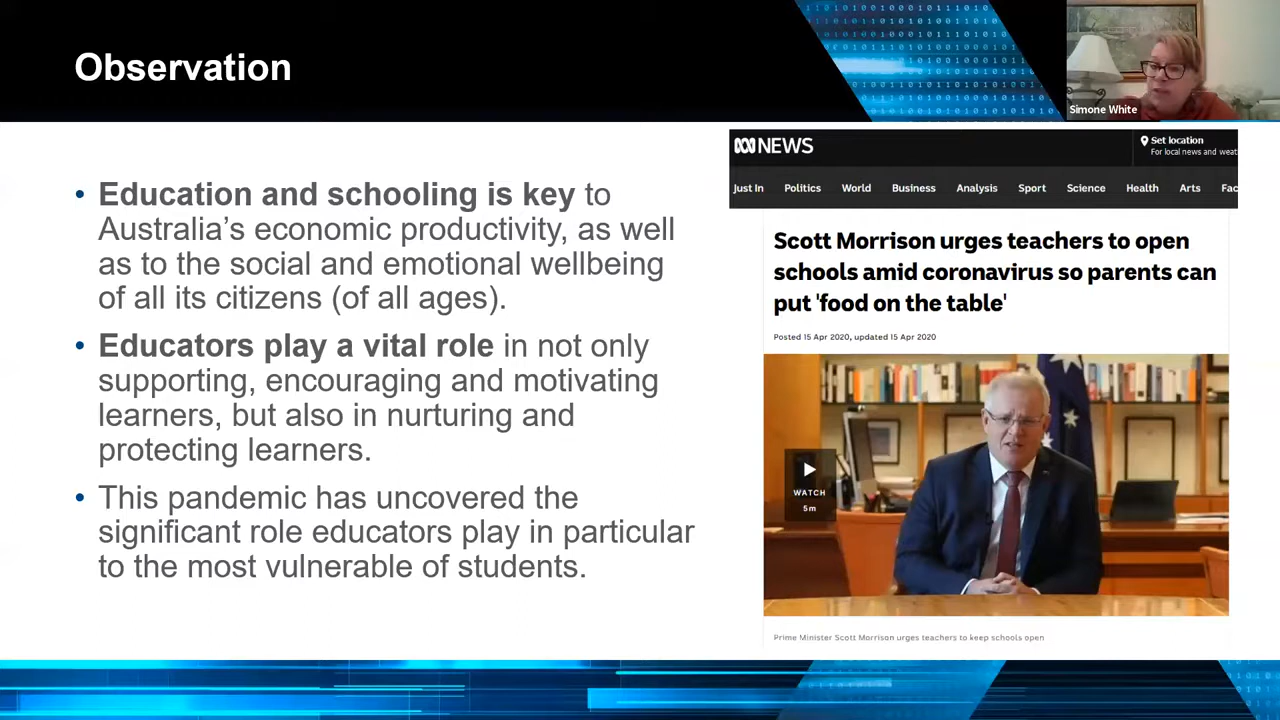 Observation
Simone White
• Education and schooling is key to
Australia’s economic productivity, as well
as to the social and emotional wellbeing
of all its citizens (of all ages).
• Educators play a vital role in not only
supporting, encouraging and motivating
learners, but also in nurturing and
protecting learners.
• This pandemic has uncovered the
significant role educators play in particular
to the most vulnerable of students.
NEWS
Set location
For local news and weat
Just In Politics World Business Analysis Sport Science Health Arts Fac
Scott Morrison urges teachers to open
schools amid coronavirus so parents can
put 'food on the table'
Posted 15 Apr 2020, updated 15 Apr 2020
WATCH
5m
Prime Minister Scott Morrison urges teachers to keep schools open